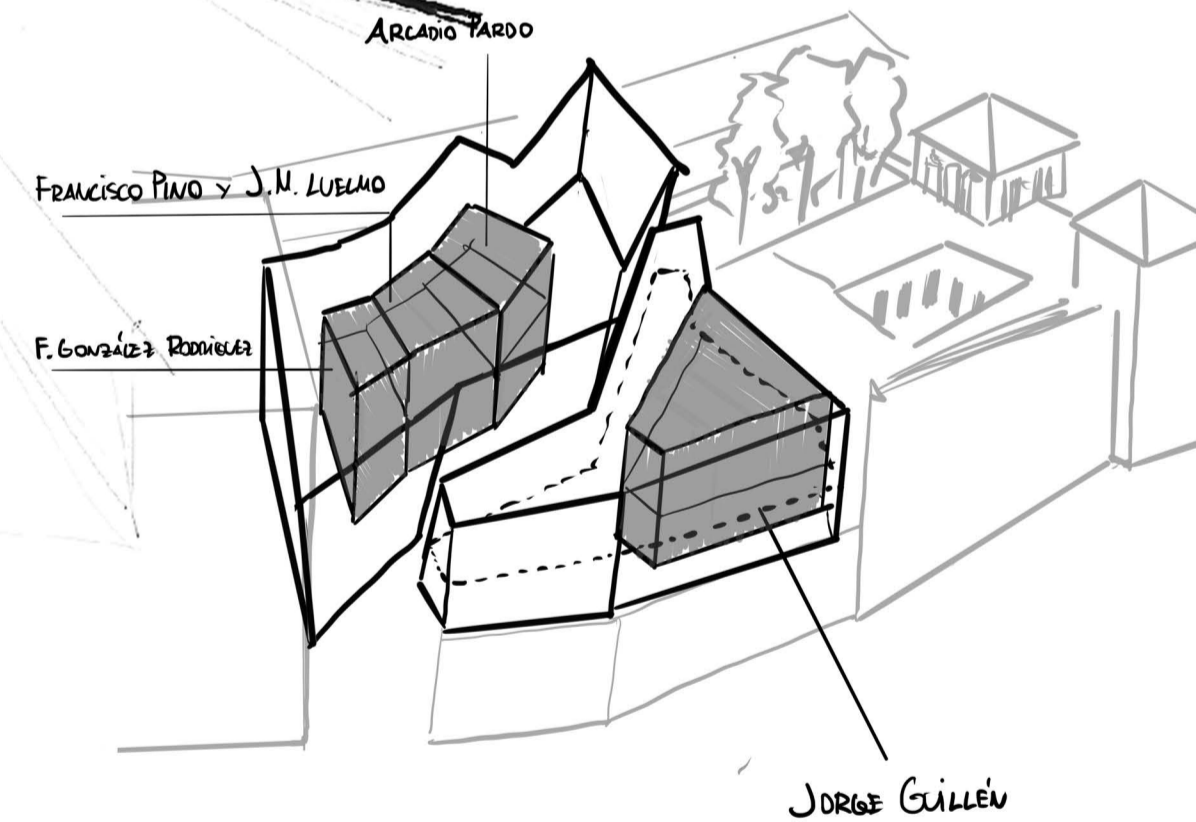 ARCADIO PARDO
FRANCISCO PINO Y J.M. LUELMO
F. GONZÁLEZ RODRÍGUEZ
JORGE GUILLÉN